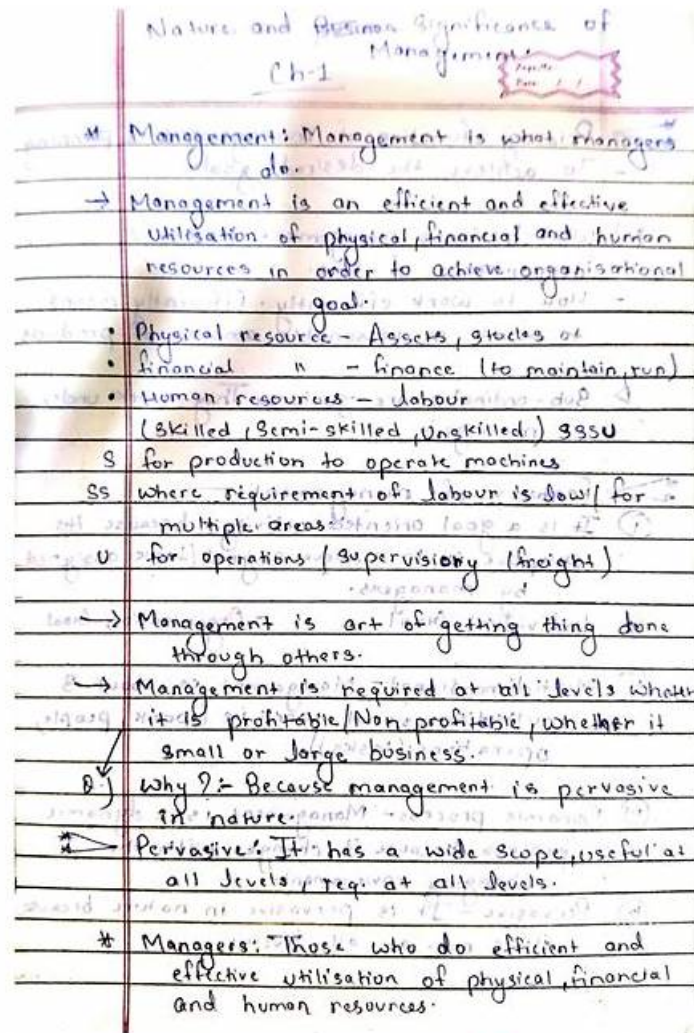 Nature and Significance of
Management
Ch-1
Page No.
Date / /
* Management: Management is what managers
do.
→ Management is an efficient and effective
utilisation of physical, financial and human
resources in order to achieve organisational
goal.
• Physical resource - Assets, stocks
• financial " - finance (to maintain, run)
• Human resources - labour
(skilled, Semi-skilled, Unskilled) SSSU
S for production to operate machines
SS where requirement of labour is low / for
multiple areas
U for operations / supervisiony (freight)
→ Management is art of getting thing done
through others.
→ Management is required at all levels whater
it is profitable/Non profitable, whether it
small or large business.
Q) Why?:- Because management is pervasive
in nature.
Pervasive: It has a wide scope, useful at
all levels, req. at all levels.
* Managers: Those who do efficient and
effective utilisation of physical, financial
and human resources.